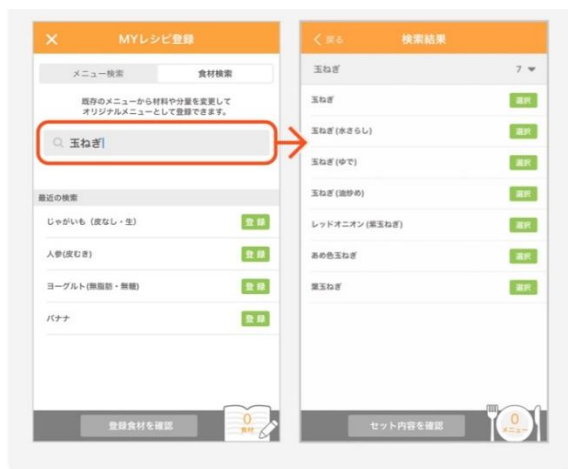 MYレシピ登録
メニュー検索
食材検索
既存のメニューから材料や分量を変更して
オリジナルメニューとして登録できます。
玉ねぎ
最近の検索
じゃがいも（皮なし・生）
登録
人参(皮むき)
登録
ヨーグルト(無脂肪・無糖)
登録
バナナ
登録
登録食材を確認
0
食材
戻る
検索結果
玉ねぎ
7
玉ねぎ
選択
玉ねぎ(水さらし)
選択
玉ねぎ(ゆで)
選択
玉ねぎ(油炒め)
選択
レッドオニオン(紫玉ねぎ)
選択
あめ色玉ねぎ
選択
葉玉ねぎ
選択
セット内容を確認
0
メニュー